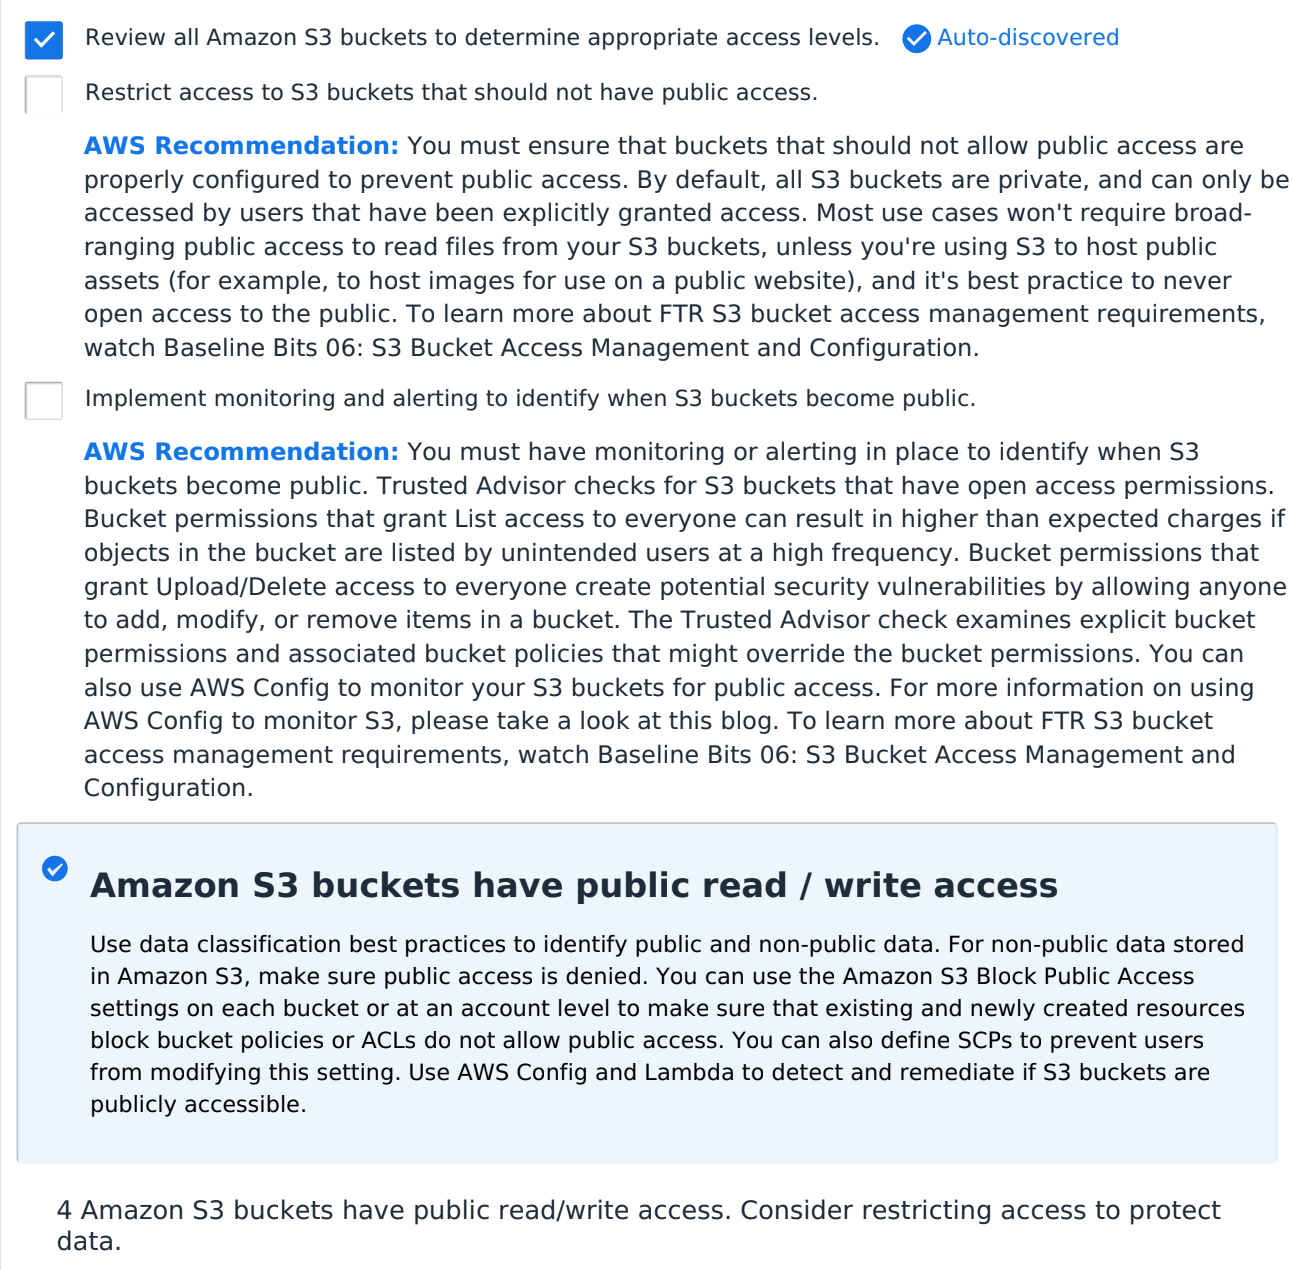 Review all Amazon S3 buckets to determine appropriate access levels. Auto-discovered
Restrict access to S3 buckets that should not have public access.
AWS Recommendation: You must ensure that buckets that should not allow public access are
properly configured to prevent public access. By default, all S3 buckets are private, and can only be
accessed by users that have been explicitly granted access. Most use cases won't require broad-
ranging public access to read files from your S3 buckets, unless you're using S3 to host public
assets (for example, to host images for use on a public website), and it's best practice to never
open access to the public. To learn more about FTR S3 bucket access management requirements,
watch Baseline Bits 06: S3 Bucket Access Management and Configuration.
Implement monitoring and alerting to identify when S3 buckets become public.
AWS Recommendation: You must have monitoring or alerting in place to identify when S3
buckets become public. Trusted Advisor checks for S3 buckets that have open access permissions.
Bucket permissions that grant List access to everyone can result in higher than expected charges if
objects in the bucket are listed by unintended users at a high frequency. Bucket permissions that
grant Upload/Delete access to everyone create potential security vulnerabilities by allowing anyone
to add, modify, or remove items in a bucket. The Trusted Advisor check examines explicit bucket
permissions and associated bucket policies that might override the bucket permissions. You can
also use AWS Config to monitor your S3 buckets for public access. For more information on using
AWS Config to monitor S3, please take a look at this blog. To learn more about FTR S3 bucket
access management requirements, watch Baseline Bits 06: S3 Bucket Access Management and
Configuration.
Amazon S3 buckets have public read / write access
Use data classification best practices to identify public and non-public data. For non-public data stored
in Amazon S3, make sure public access is denied. You can use the Amazon S3 Block Public Access
settings on each bucket or at an account level to make sure that existing and newly created resources
block bucket policies or ACLs do not allow public access. You can also define SCPs to prevent users
from modifying this setting. Use AWS Config and Lambda to detect and remediate if S3 buckets are
publicly accessible.
4 Amazon S3 buckets have public read/write access. Consider restricting access to protect
data.